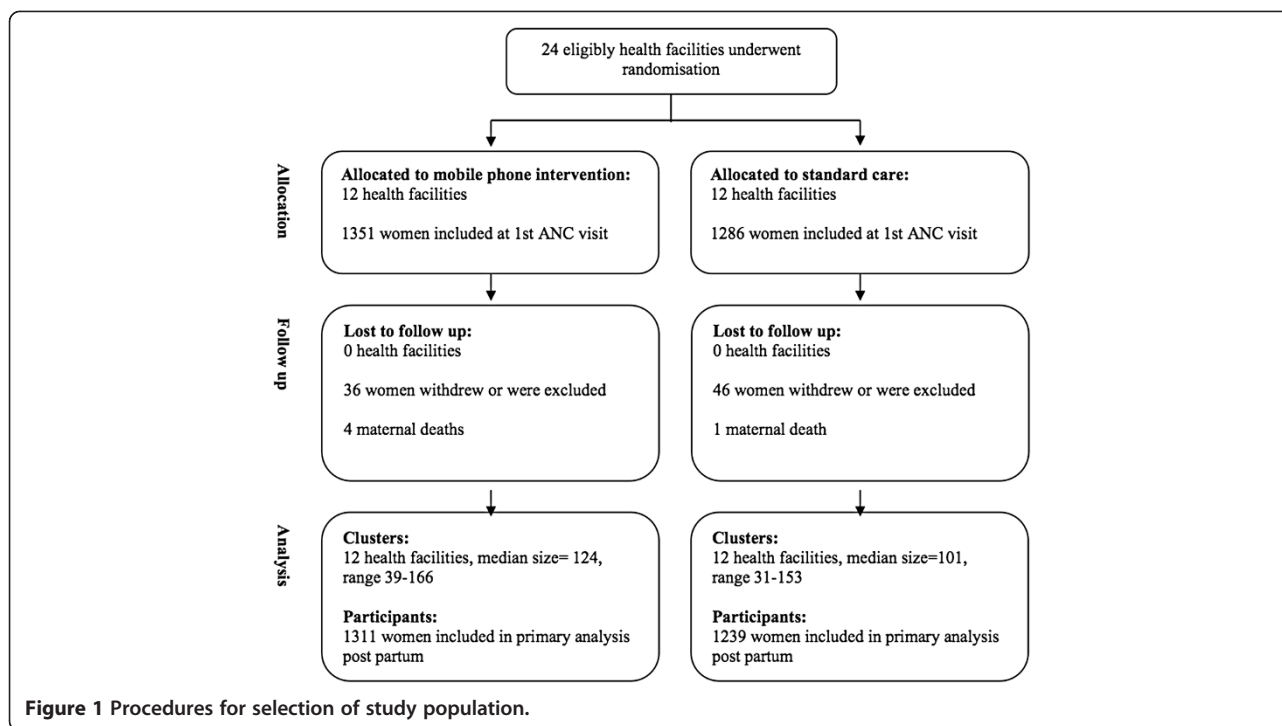 24 eligibly health facilities underwent
randomisation
Allocation
Allocated to mobile phone intervention:
12 health facilities
1351 women included at 1st ANC visit
Allocated to standard care:
12 health facilities
1286 women included at 1st ANC visit
Follow up
Lost to follow up:
0 health facilities
36 women withdrew or were excluded
4 maternal deaths
Lost to follow up:
0 health facilities
46 women withdrew or were excluded
1 maternal death
Analysis
Clusters:
12 health facilities, median size= 124,
range 39-166
Participants:
1311 women included in primary analysis
post partum
Clusters:
12 health facilities, median size=101,
range 31-153
Participants:
1239 women included in primary analysis
post partum
Figure 1 Procedures for selection of study population.